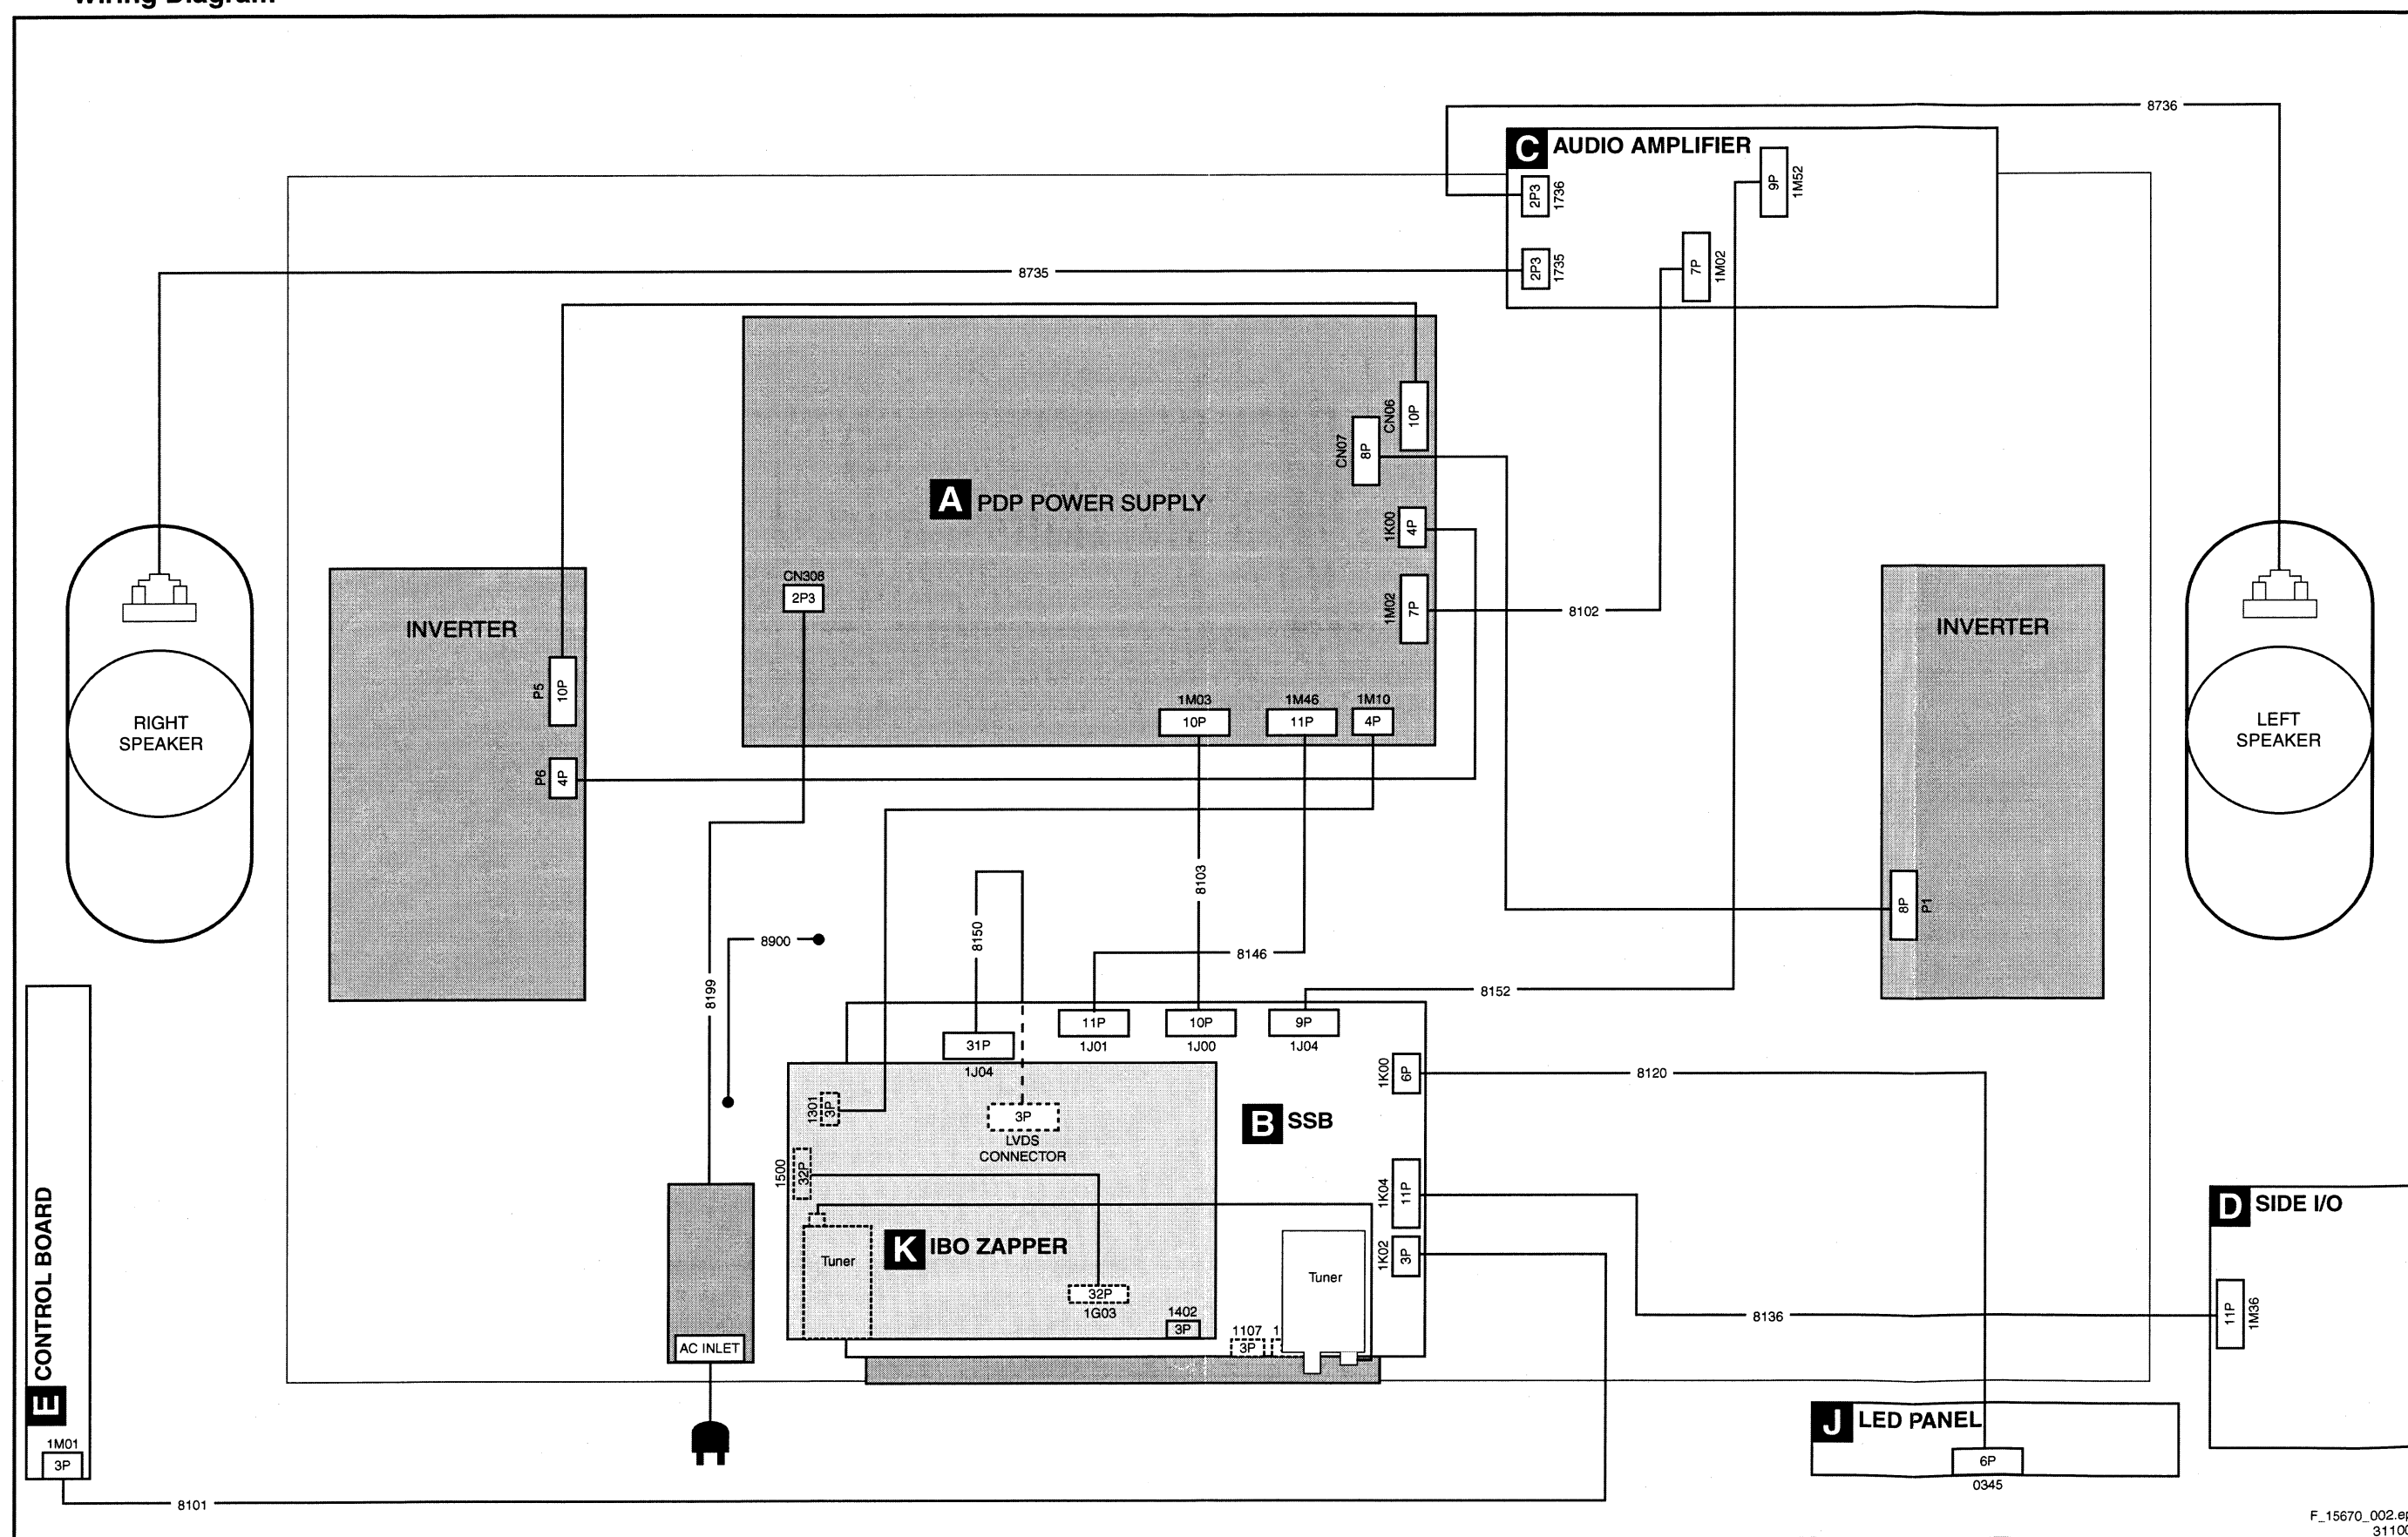 Wiring Diagram
8736
C AUDIO AMPLIFIER
2P3
1736
9P
1M52
8735
2P3
1735
7P
1M02
CN06
10P
CN07
8P
A PDP POWER SUPPLY
1K00
4P
CN308
2P3
1M02
7P
8102
INVERTER
INVERTER
P5
10P
1M03
10P
1M46
11P
1M10
4P
RIGHT
SPEAKER
LEFT
SPEAKER
P6
4P
8103
8P
P1
8150
8900
8146
8199
8152
31P
1J04
11P
1J01
10P
1J00
9P
1J04
1K00
6P
8120
1301
3P
3P
LVDS
CONNECTOR
B SSB
1500
32P
1K04
11P
E CONTROL BOARD
D SIDE I/O
K IBO ZAPPER
Tuner
1K02
3P
Tuner
32P
1G03
1402
3P
1107
3P
1
8136
11P
1M36
AC INLET
J LED PANEL
6P
0345
1M01
3P
8101
F_15670_002.
3110